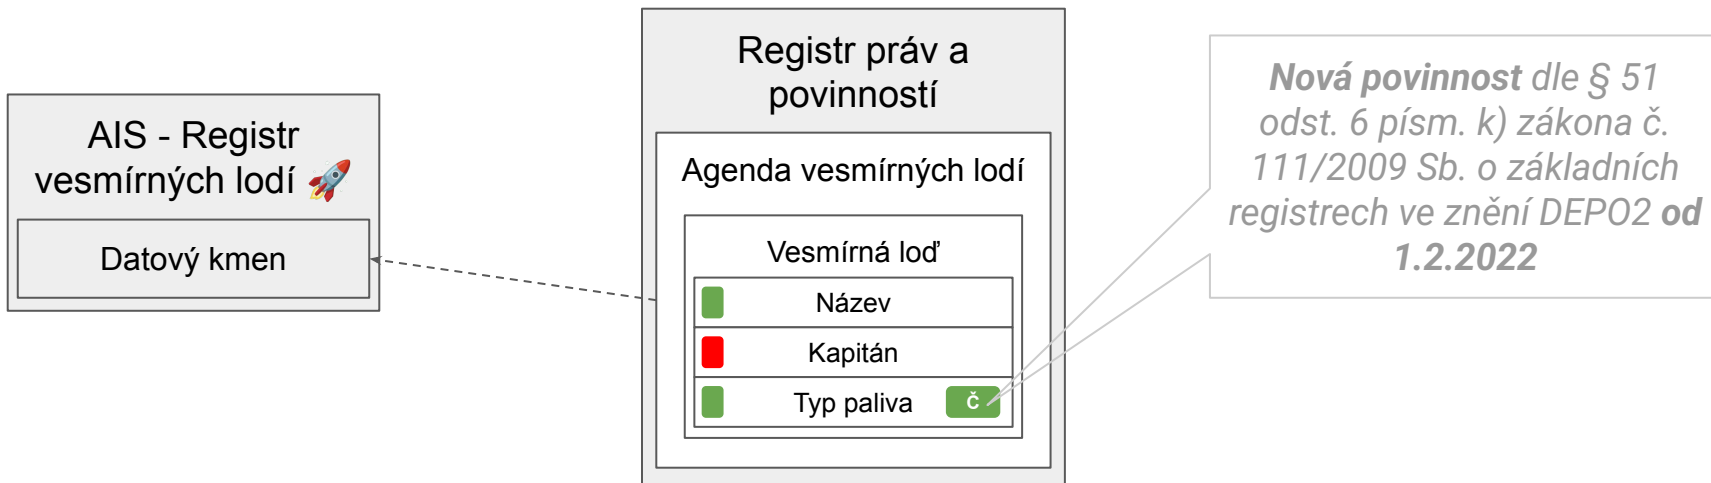 AIS - Registr
vesmírných lodí 🚀
Datový kmen
Registr práv a
povinností
Agenda vesmírných lodí
Vesmírná loď
Název
Kapitán
Typ paliva
Č
Nová povinnost dle § 51
odst. 6 písm. k) zákona č.
111/2009 Sb. o základních
registrech ve znění DEPO2 od
1.2.2022